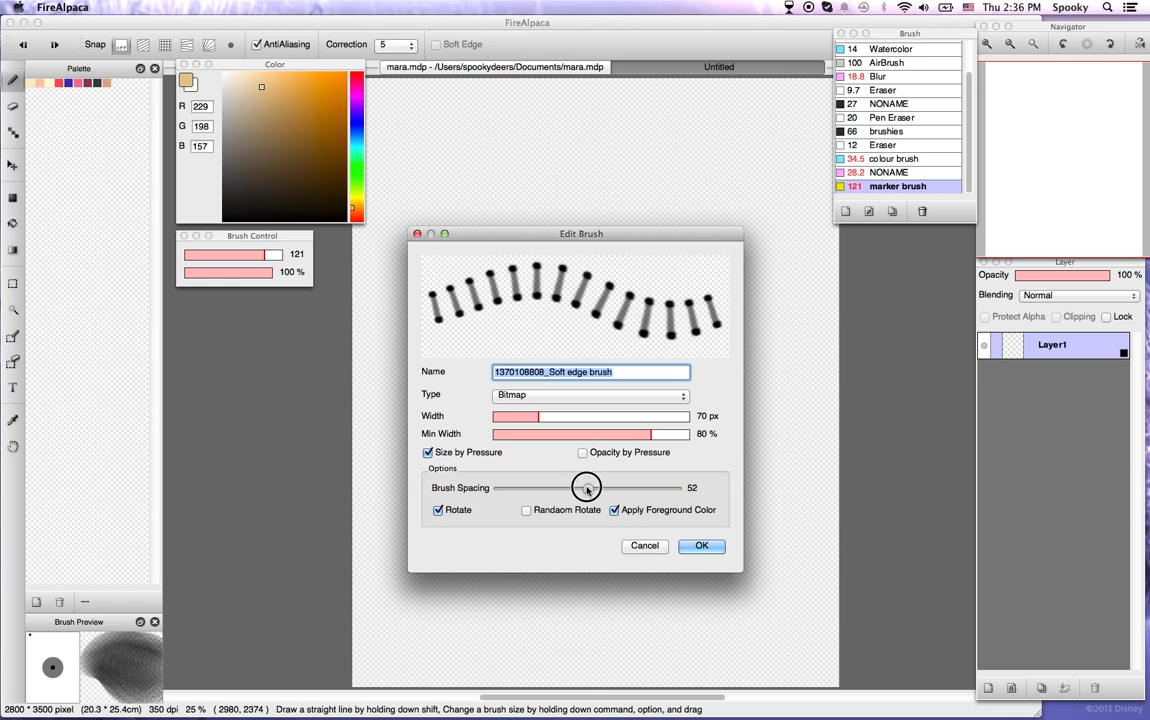 FireAlpaca
Thu 2:36 PM Spooky
FireAlpaca
Snap
AntiAliasing
Correction
5
Soft Edge
Palette
Color
mara.mdp - /Users/spookydeers/Documents/mara.mdp
Untitled
R 229
G 198
B 157
Brush Control
121
100 %
Brush
14 Watercolor
100 AirBrush
18.8 Blur
9.7 Eraser
27 NONAME
20 Pen Eraser
66 brushies
12 Eraser
34.5 colour brush
28.2 NONAME
121 marker brush
Navigator
Layer
Opacity 100 %
Blending Normal
Protect Alpha Clipping Lock
Layer1
Edit Brush
Name 1370108808_Soft edge brush
Type Bitmap
Width 70 px
Min Width 80 %
Size by Pressure Opacity by Pressure
Options
Brush Spacing 52
Rotate Randaom Rotate Apply Foreground Color
Cancel OK
---
Brush Preview
2800 * 3500 pixel (20.3 * 25.4cm) 350 dpi 25 % ( 2980, 2374 ) Draw a straight line by holding down shift, Change a brush size by holding down command, option, and drag
©2013 Disney